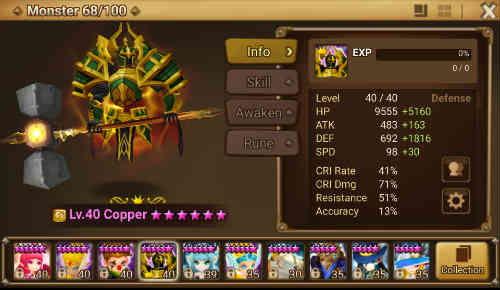 Monster 68/100
Info
Skill
Awaken
Rune
EXP 0%
0 / 0
Level 40 / 40 Defense
HP 9555 +5160
ATK 483 +163
DEF 692 +1816
SPD 98 +30
CRI Rate 41%
CRI Dmg 71%
Resistance 51%
Accuracy 13%
Lv.40 Copper
40 40 40 40 39 35 30 35 35 35
Collection